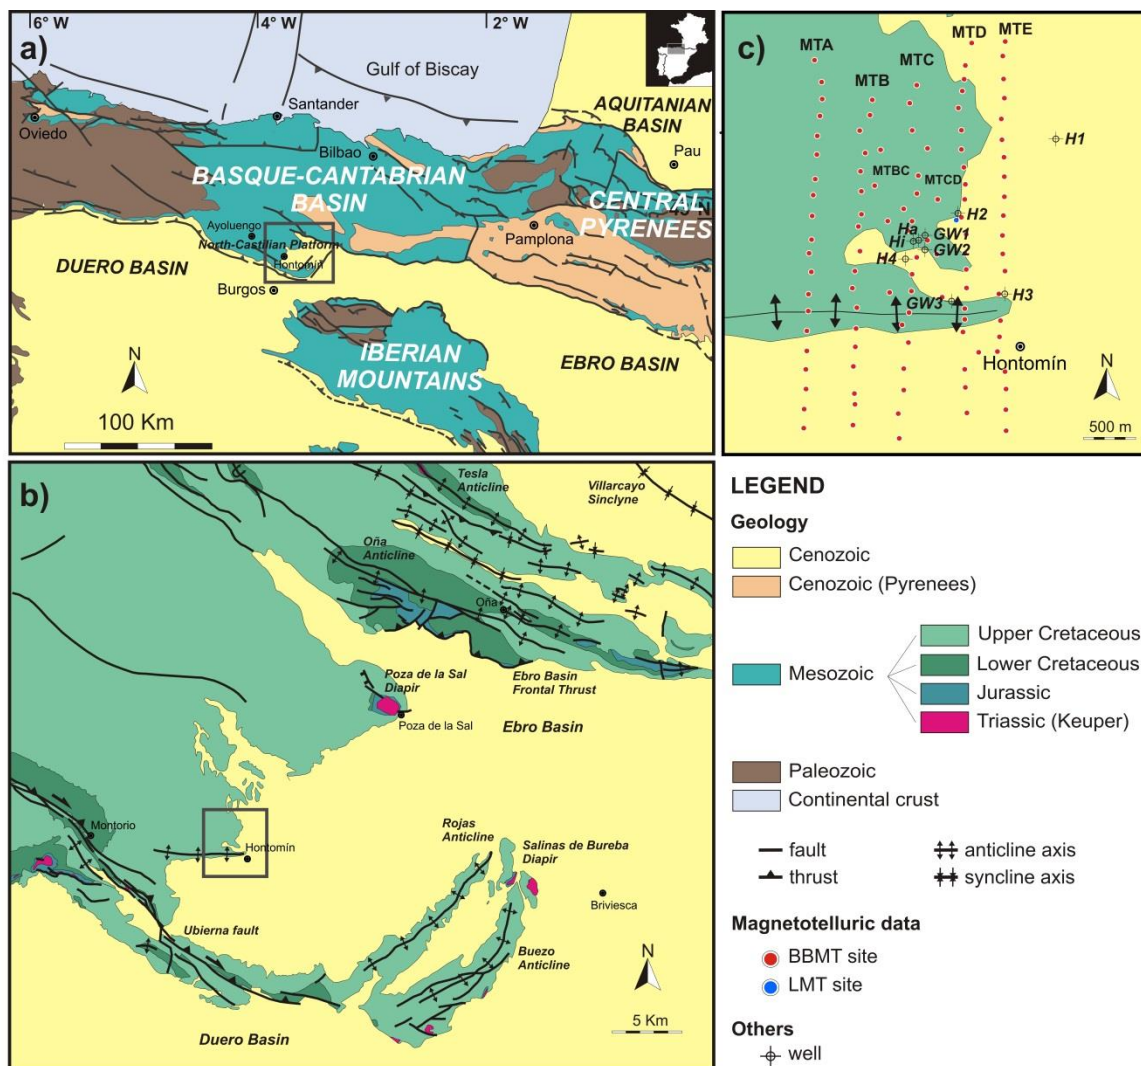 6° W
4° W
2° W
a)
Gulf of Biscay
Santander
Oviedo
Bilbao
AQUITANIAN
BASIN
Pau
BASQUE-CANTABRIAN
BASIN
CENTRAL
PYRENEES
Ayoluengo
North-Castilian Platform
Hontomín
Pamplona
DUERO BASIN
Burgos
IBERIAN
MOUNTAINS
EBRO BASIN
N
100 Km
c)
MTA
MTB
MTC
MTD
MTE
H1
MTBC
MTCD
H2
Ha
GW1
Hi
GW2
H4
GW3
H3
Hontomín
N
500 m
b)
Tesla
Anticline
Villarcayo
Sinclyne
Oña
Anticline
Oña
Ebro Basin
Frontal Thrust
Poza de la Sal
Diapir
Poza de la Sal
Ebro Basin
Montorio
Hontomín
Rojas
Anticline
Salinas de Bureba
Diapir
Briviesca
Ubierna fault
Buezo
Anticline
N
5 Km
Duero Basin
LEGEND
Geology
Cenozoic
Cenozoic (Pyrenees)
Mesozoic
Upper Cretaceous
Lower Cretaceous
Jurassic
Triassic (Keuper)
Paleozoic
Continental crust
fault
anticline axis
thrust
syncline axis
Magnetotelluric data
BBMT site
LMT site
Others
well